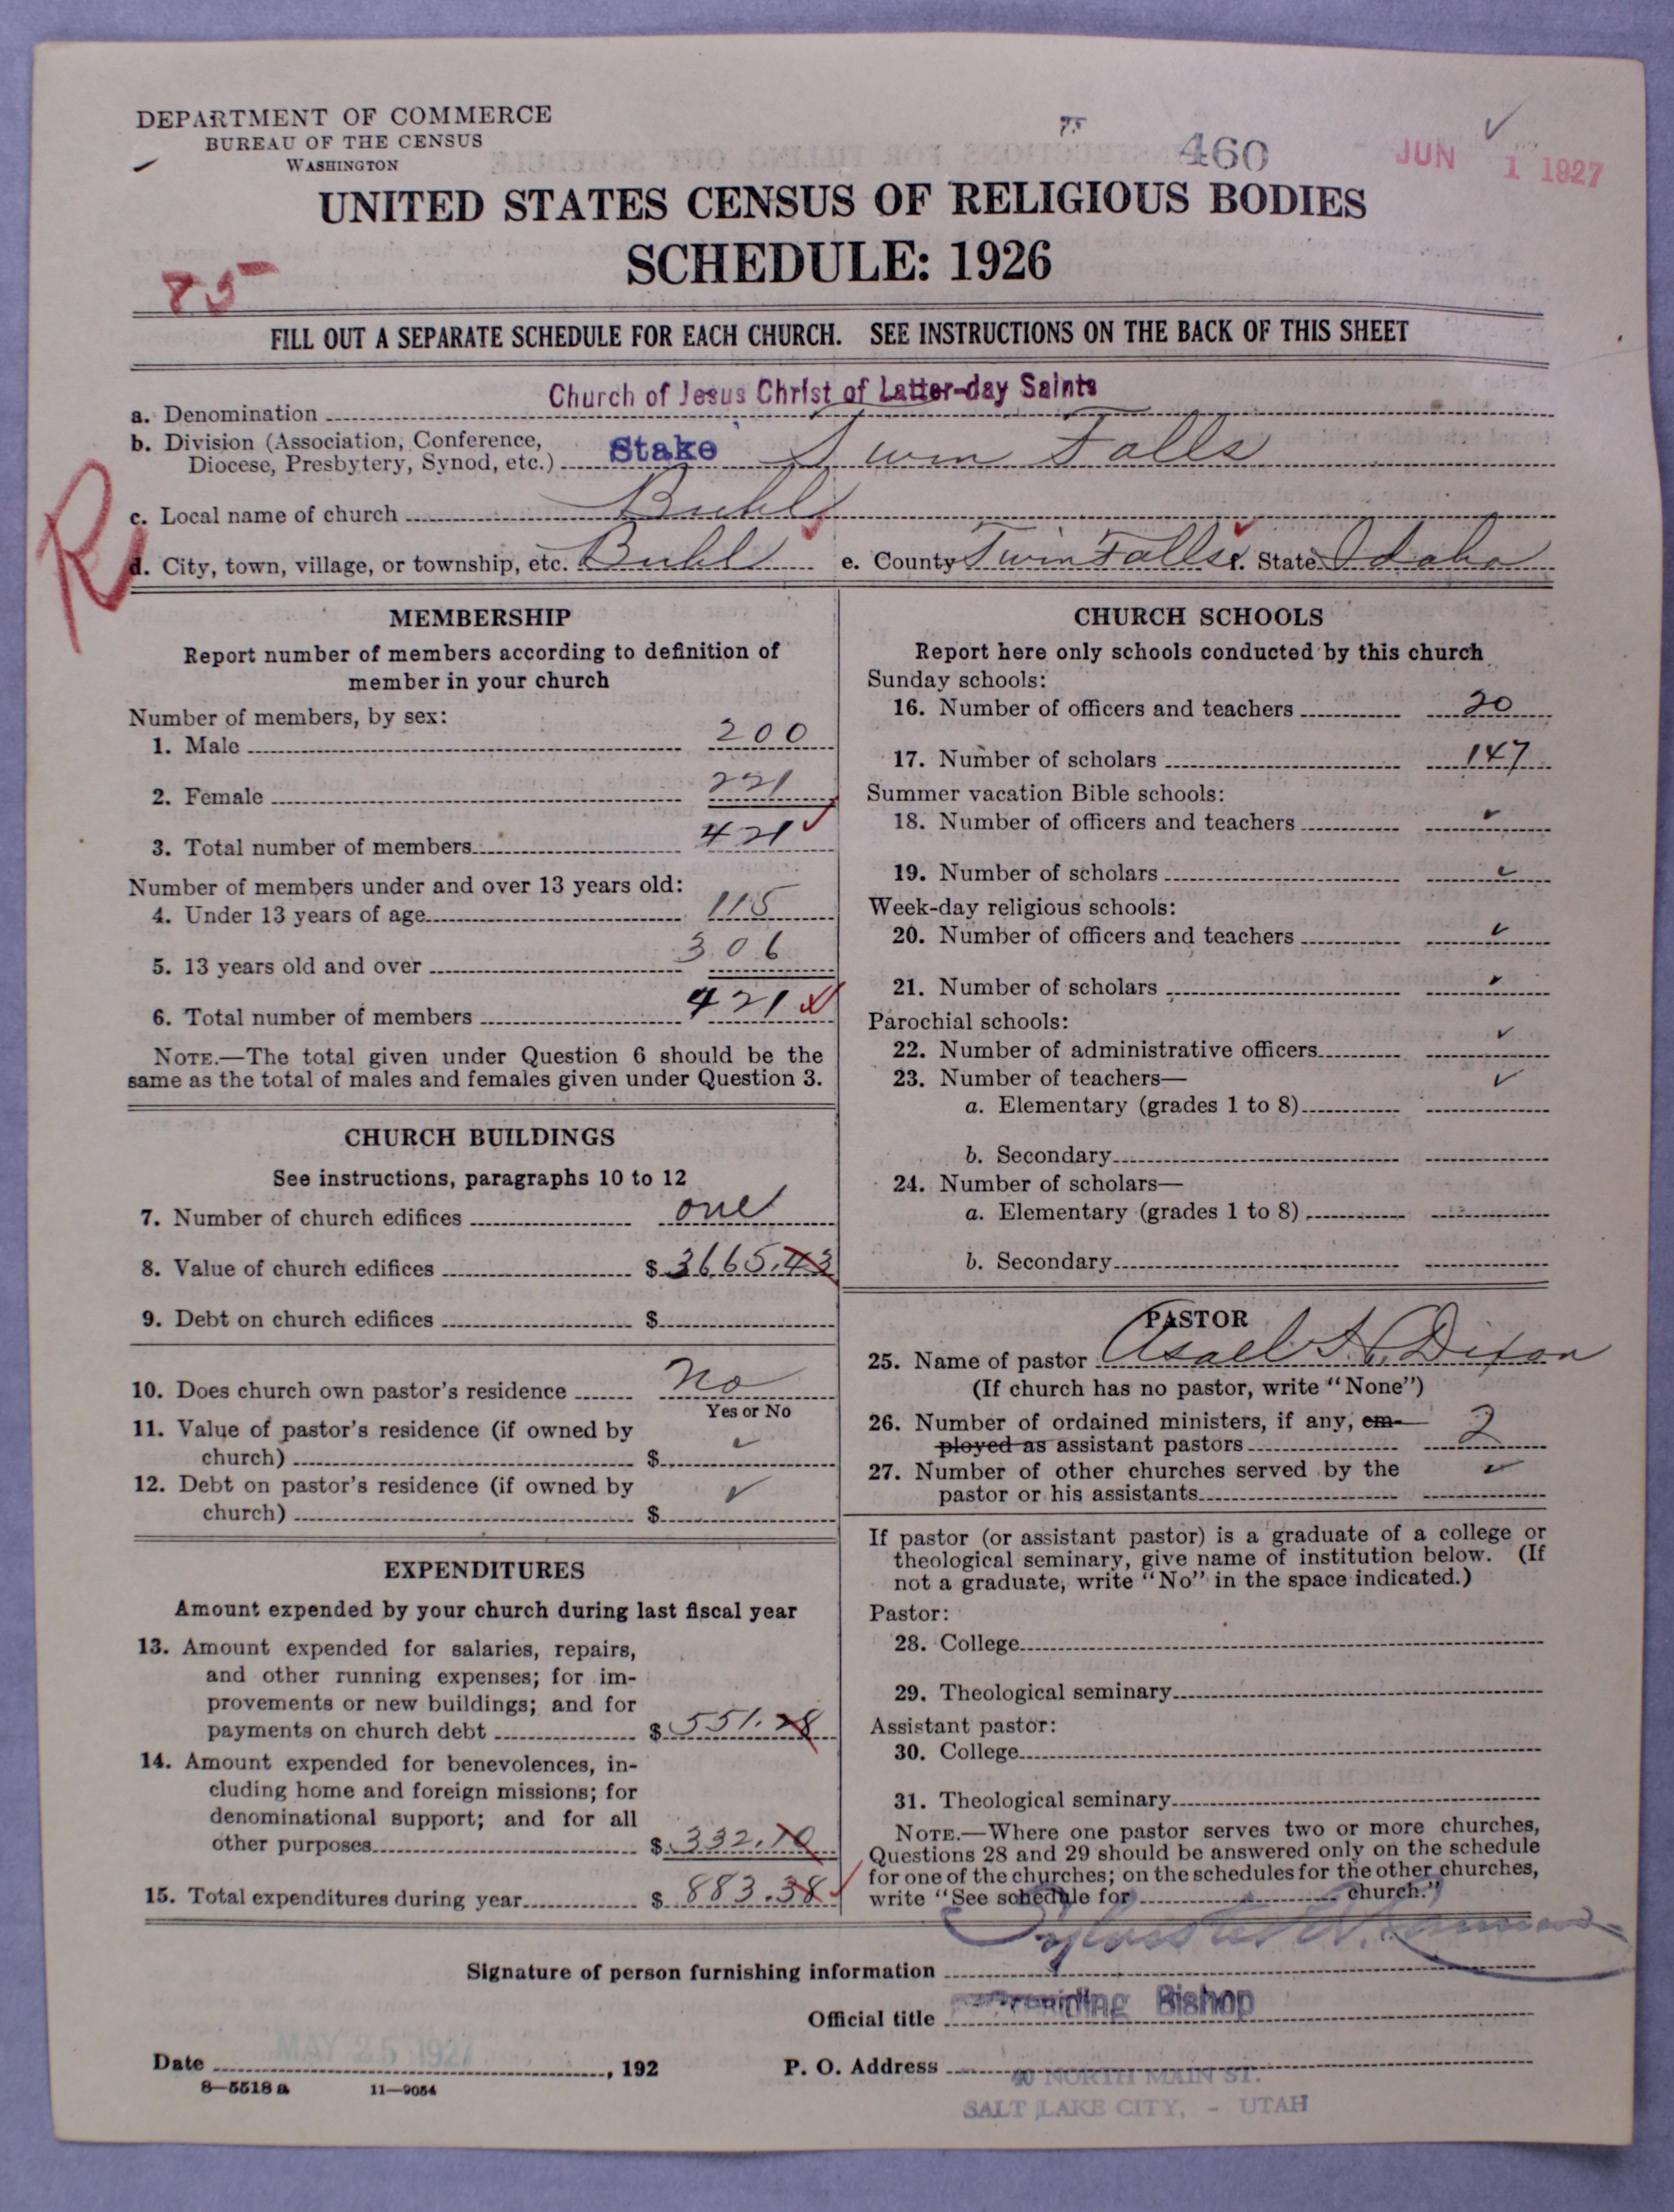 DEPARTMENT OF COMMERCE
BUREAU OF THE CENSUS
WASHINGTON
75
460
JUN 1 1927
UNITED STATES CENSUS OF RELIGIOUS BODIES
SCHEDULE: 1926
85
FILL OUT A SEPARATE SCHEDULE FOR EACH CHURCH. SEE INSTRUCTIONS ON THE BACK OF THIS SHEET
a. Denomination Church of Jesus Christ of Latter-day Saints
b. Division (Association, Conference,
Diocese, Presbytery, Synod, etc.) Stake Twin Falls
c. Local name of church Buhl
R
d. City, town, village, or township, etc. Buhl e. County Twin Falls f. State Idaho
MEMBERSHIP
Report number of members according to definition of
member in your church
Number of members, by sex:
1. Male 200
2. Female 221
3. Total number of members 421
Number of members under and over 13 years old:
4. Under 13 years of age 115
5. 13 years old and over 306
6. Total number of members 421
NOTE.—The total given under Question 6 should be the
same as the total of males and females given under Question 3.
CHURCH BUILDINGS
See instructions, paragraphs 10 to 12
7. Number of church edifices one
8. Value of church edifices $ 3665.43
9. Debt on church edifices $
10. Does church own pastor's residence no
Yes or No
11. Value of pastor's residence (if owned by
church) $
12. Debt on pastor's residence (if owned by
church) $
EXPENDITURES
Amount expended by your church during last fiscal year
13. Amount expended for salaries, repairs,
and other running expenses; for im-
provements or new buildings; and for
payments on church debt $ 551.28
14. Amount expended for benevolences, in-
cluding home and foreign missions; for
denominational support; and for all
other purposes $ 332.10
15. Total expenditures during year $ 883.38
CHURCH SCHOOLS
Report here only schools conducted by this church
Sunday schools:
16. Number of officers and teachers 20
17. Number of scholars 147
Summer vacation Bible schools:
18. Number of officers and teachers
19. Number of scholars
Week-day religious schools:
20. Number of officers and teachers
21. Number of scholars
Parochial schools:
22. Number of administrative officers
23. Number of teachers—
a. Elementary (grades 1 to 8)
b. Secondary
24. Number of scholars—
a. Elementary (grades 1 to 8)
b. Secondary
PASTOR
25. Name of pastor Asael H. Dixon
(If church has no pastor, write "None")
26. Number of ordained ministers, if any, em-
ployed as assistant pastors 2
27. Number of other churches served by the
pastor or his assistants
If pastor (or assistant pastor) is a graduate of a college or
theological seminary, give name of institution below. (If
not a graduate, write "No" in the space indicated.)
Pastor:
28. College
29. Theological seminary
Assistant pastor:
30. College
31. Theological seminary
NOTE.—Where one pastor serves two or more churches,
Questions 28 and 29 should be answered only on the schedule
for one of the churches; on the schedules for the other churches,
write "See schedule for church."
Signature of person furnishing information
Official title Presiding Bishop
Date MAY 25 1927, 192
P. O. Address 40 NORTH MAIN ST.
SALT LAKE CITY, - UTAH
8—5518 a 11—9054